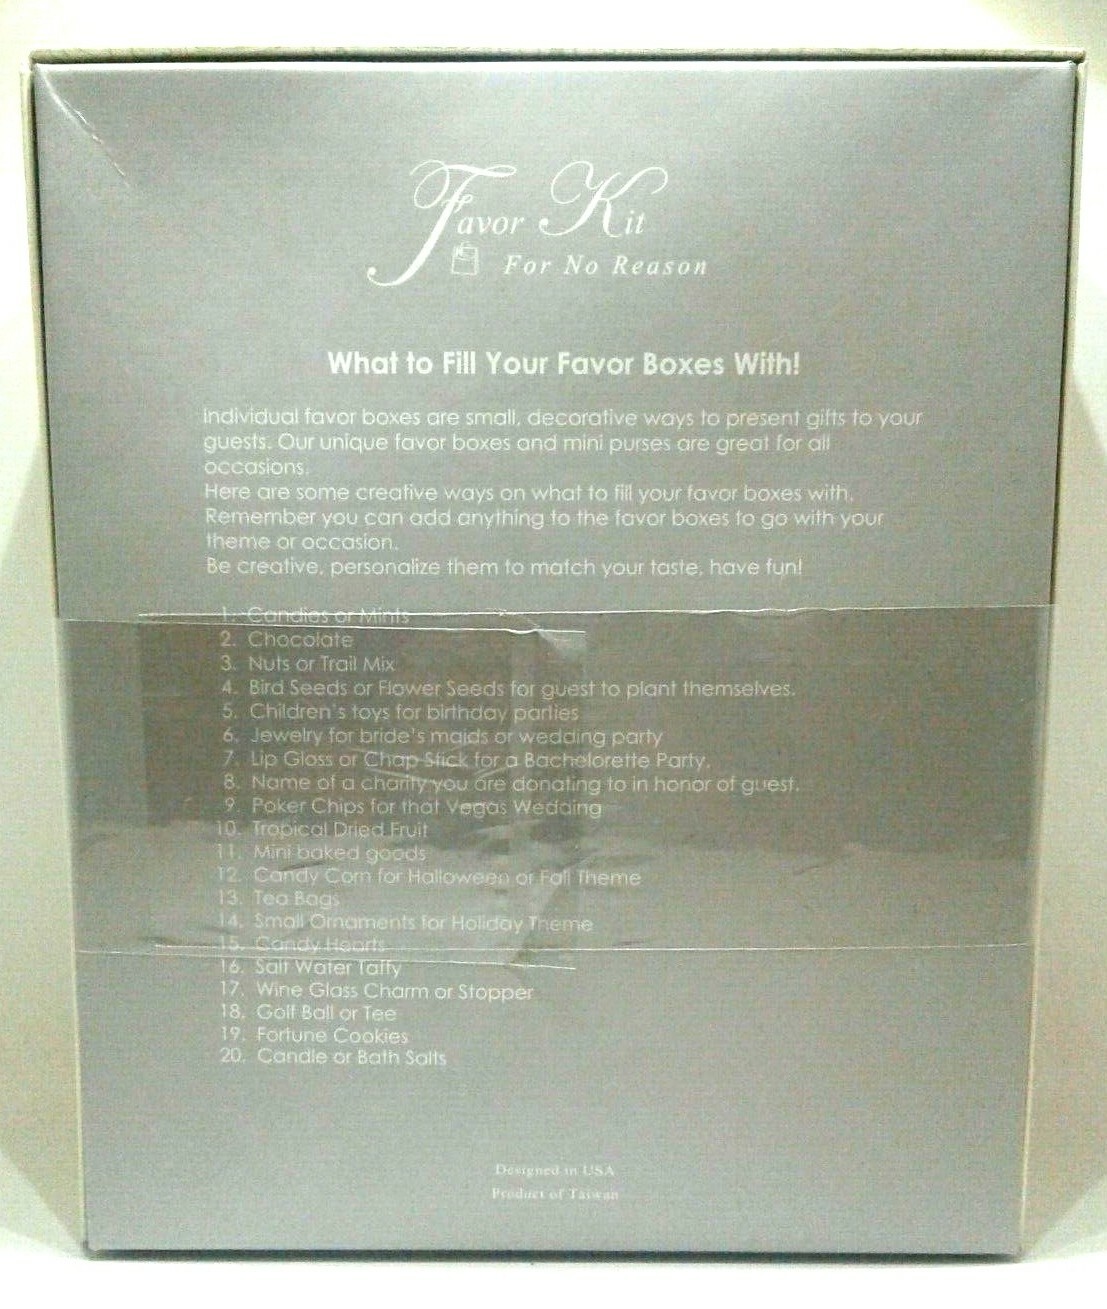 Favor Kit
For No Reason
What to Fill Your Favor Boxes With!
Individual favor boxes are small, decorative ways to present gifts to your
guests. Our unique favor boxes and mini purses are great for all
occasions.
Here are some creative ways on what to fill your favor boxes with.
Remember you can add anything to the favor boxes to go with your
theme or occasion.
Be creative, personalize them to match your taste, have fun!
1. Candies or Mints
2. Chocolate
3. Nuts or Trail Mix
4. Bird Seeds or Flower Seeds for guest to plant themselves.
5. Children's toys for birthday parties
6. Jewelry for bride's maids or wedding party
7. Lip Gloss or Chap Stick for a Bachelorette Party.
8. Name of a charity you are donating to in honor of guest.
9. Poker Chips for that Vegas Wedding
10. Tropical Dried Fruit
11. Mini baked goods
12. Candy Corn for Halloween or Fall Theme
13. Tea Bags
14. Small Ornaments for Holiday Theme
15. Candy Hearts
16. Salt Water Taffy
17. Wine Glass Charm or Stopper
18. Golf Ball or Tee
19. Fortune Cookies
20. Candle or Bath Salts
Designed in USA
Product of Taiwan